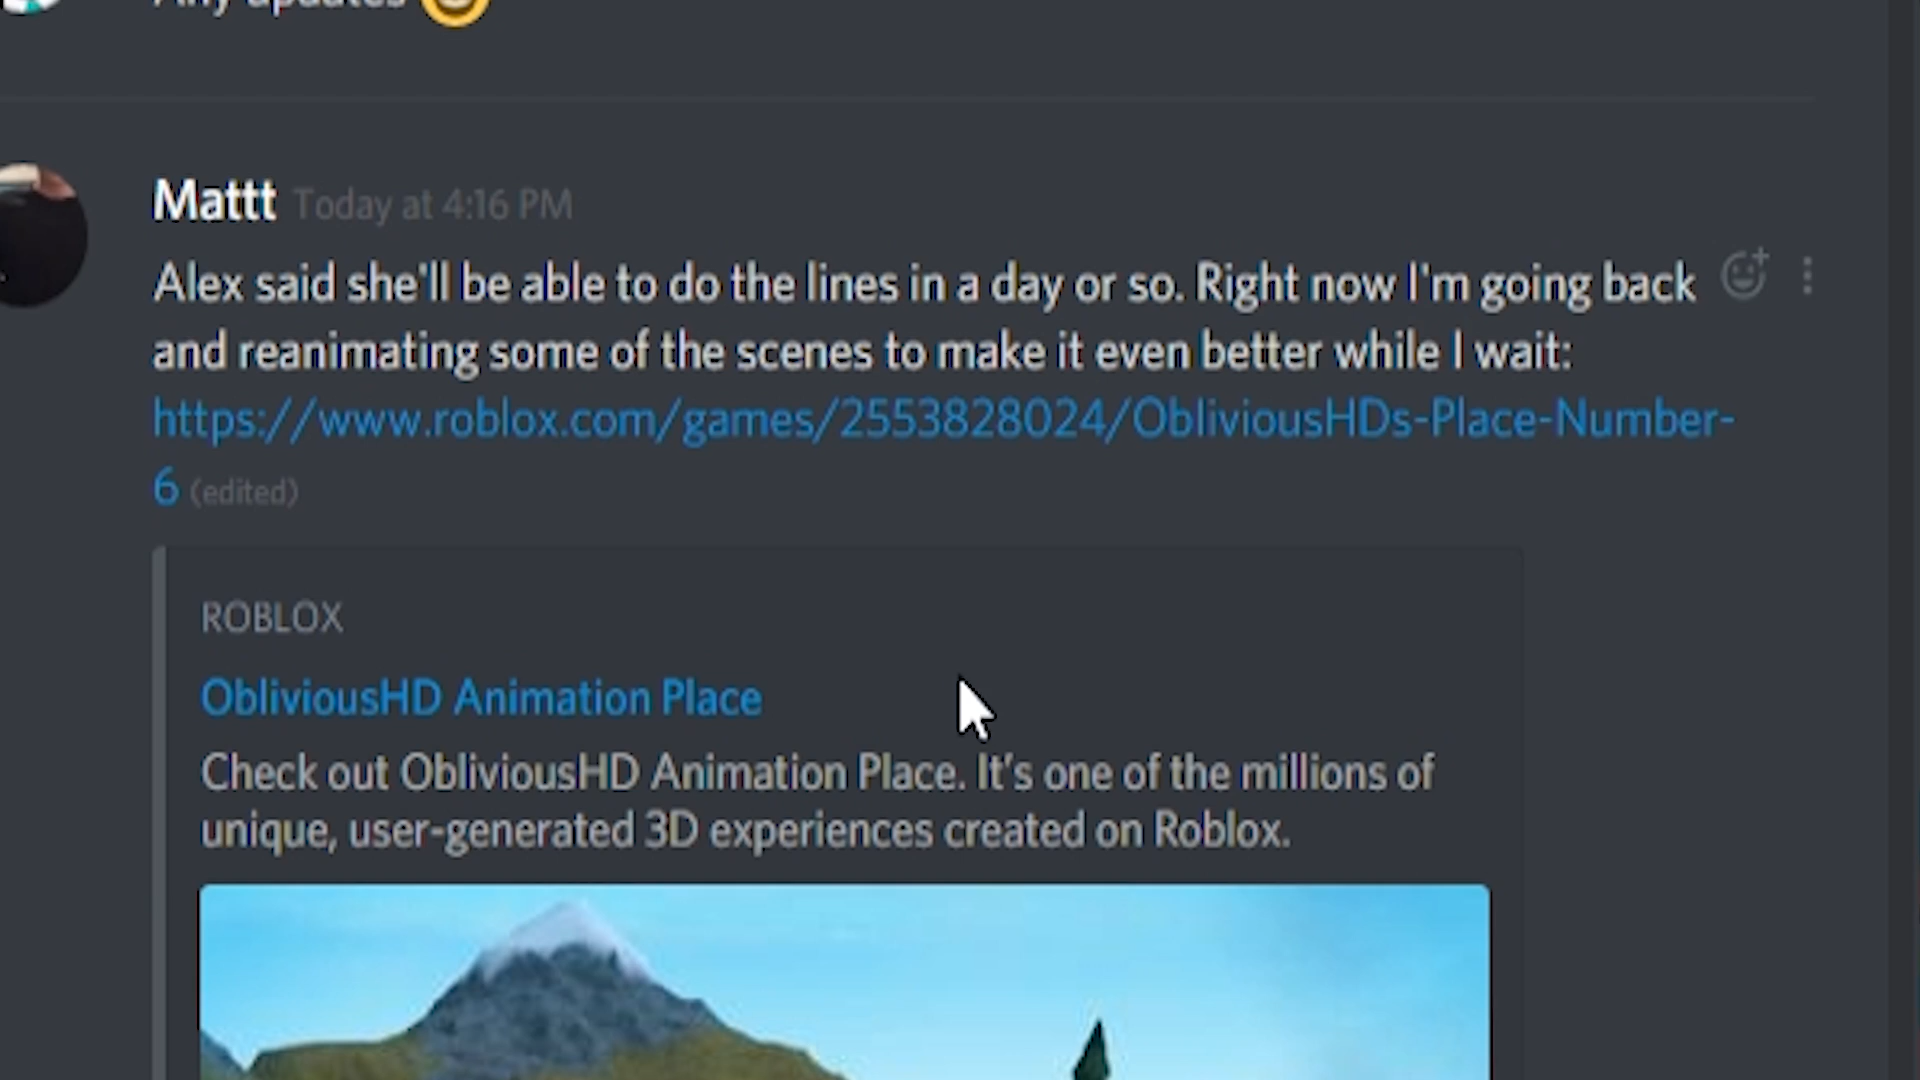 Any updates
Mattt Today at 4:16 PM
Alex said she'll be able to do the lines in a day or so. Right now I'm going back
and reanimating some of the scenes to make it even better while I wait:
https://www.roblox.com/games/2553828024/ObliviousHDs-Place-Number-
6 (edited)
ROBLOX
ObliviousHD Animation Place
Check out ObliviousHD Animation Place. It's one of the millions of
unique, user-generated 3D experiences created on Roblox.